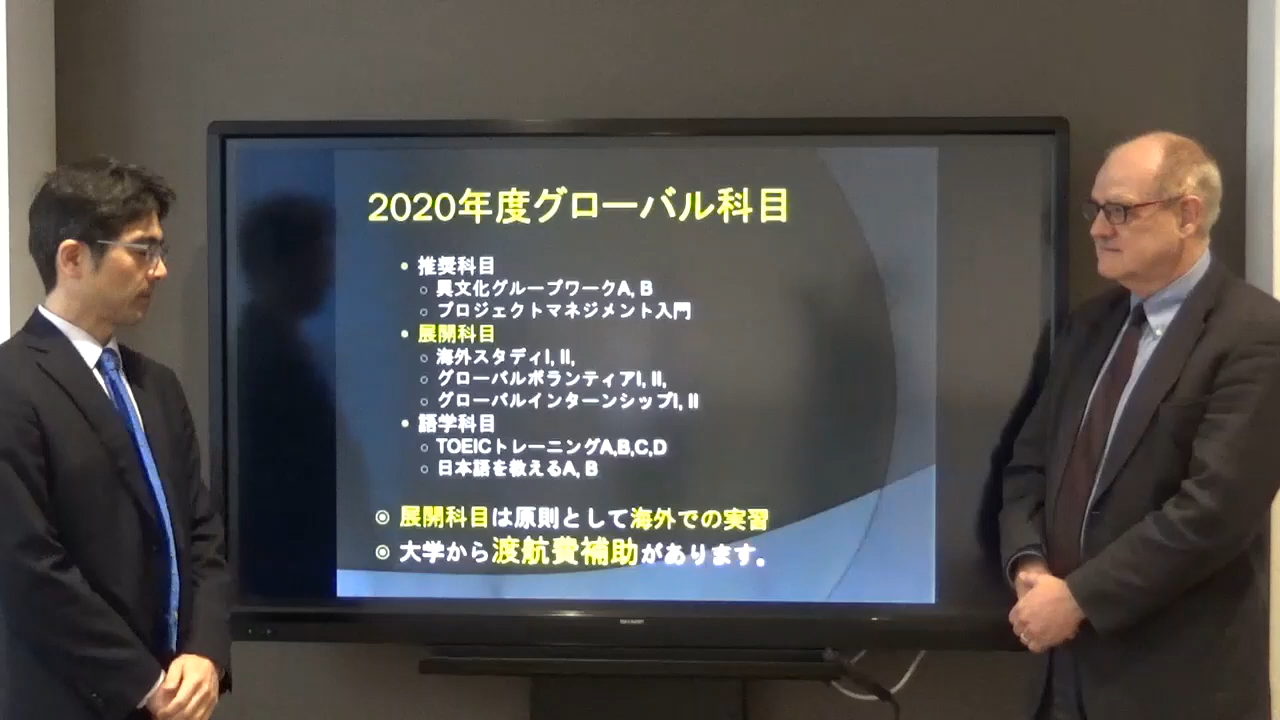 2020年度グローバル科目
• 推奨科目
○ 異文化グループワークA, B
○ プロジェクトマネジメント入門
• 展開科目
○ 海外スタディI, II,
○ グローバルボランティアI, II,
○ グローバルインターンシップI, II
• 語学科目
○ TOEICトレーニングA,B,C,D
○ 日本語を教えるA, B
◎ 展開科目は原則として海外での実習
◎ 大学から渡航費補助があります。
SHARP